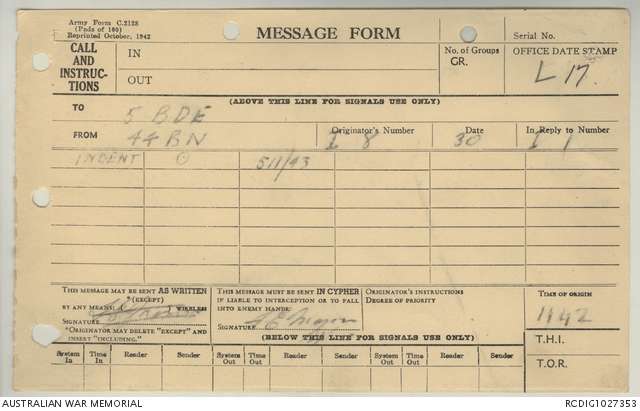 Army Form C.2128
(Pads of 100)
Reprinted October, 1942
MESSAGE FORM
Serial No.
CALL AND INSTRUCTIONS
IN
OUT
No. of Groups
GR.
OFFICE DATE STAMP
L 17
(ABOVE THIS LINE FOR SIGNALS USE ONLY)
TO 5 BDE
FROM 44 BN
Originator's Number
I 8
Date
30
In Reply to Number
INDENT 511/43
THIS MESSAGE MAY BE SENT AS WRITTEN
*(EXCEPT)
BY ANY MEANS ( ) WIRELESS
SIGNATURE
*ORIGINATOR MAY DELETE "EXCEPT" AND
INSERT "INCLUDING."
THIS MESSAGE MUST BE SENT IN CYPHER
IF LIABLE TO INTERCEPTION OR TO FALL
INTO ENEMY HANDS.
SIGNATURE Major
ORIGINATOR'S INSTRUCTIONS
DEGREE OF PRIORITY
TIME OF ORIGIN
1142
(BELOW THIS LINE FOR SIGNALS USE ONLY)
T.H.I.
T.O.R.
System In Time In Reader Sender System Out Time Out Reader Sender System Out Time Out Reader Sender
AUSTRALIAN WAR MEMORIAL
RCDIG1027353